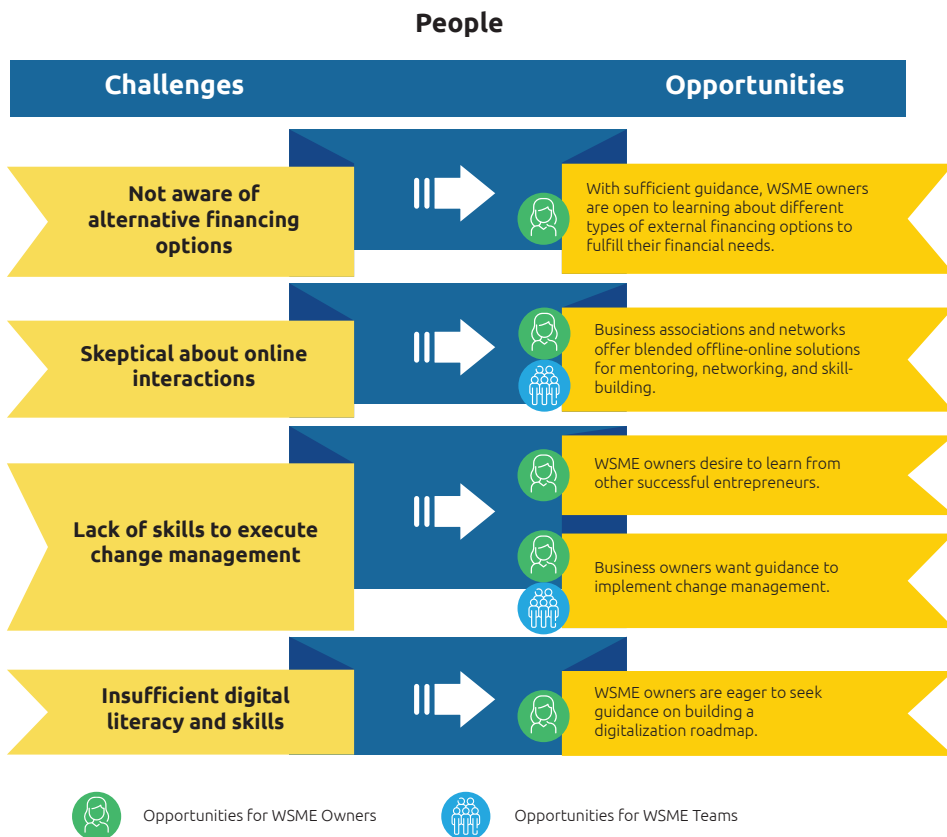 People
Challenges
Opportunities
Not aware of
alternative financing
options
With sufficient guidance, WSME owners
are open to learning about different
types of external financing options to
fulfill their financial needs.
Skeptical about online
interactions
Business associations and networks
offer blended offline-online solutions
for mentoring, networking, and skill-
building.
Lack of skills to execute
change management
WSME owners desire to learn from
other successful entrepreneurs.
Business owners want guidance to
implement change management.
Insufficient digital
literacy and skills
WSME owners are eager to seek
guidance on building a
digitalization roadmap.
Opportunities for WSME Owners
Opportunities for WSME Teams